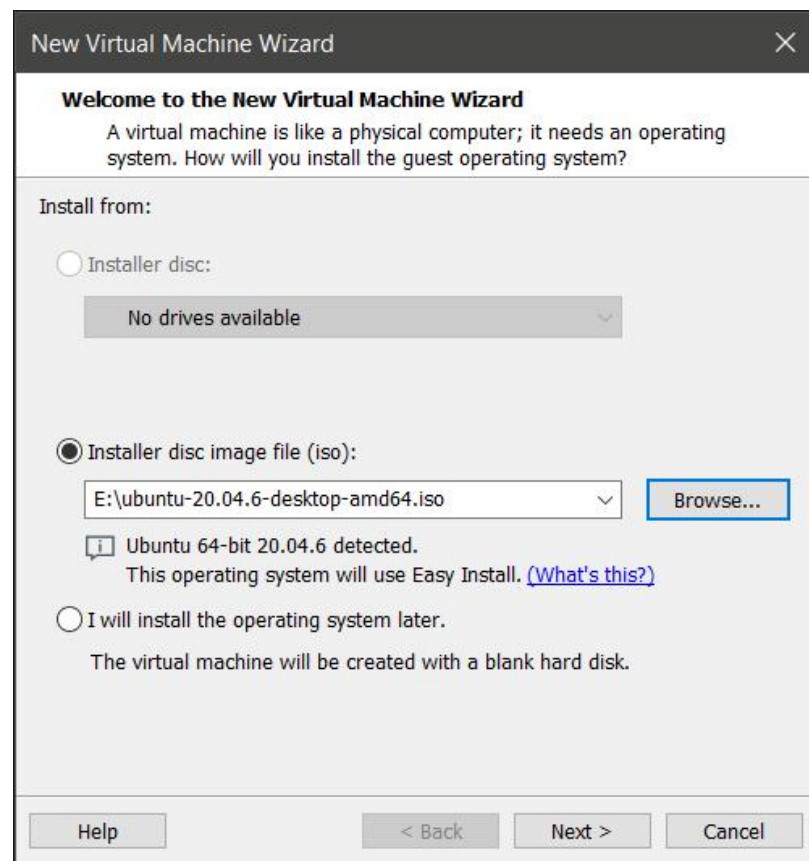 New Virtual Machine Wizard
Welcome to the New Virtual Machine Wizard
A virtual machine is like a physical computer; it needs an operating
system. How will you install the guest operating system?
Install from:
Installer disc:
No drives available
Installer disc image file (iso):
E:\ubuntu-20.04.6-desktop-amd64.iso
Browse...
Ubuntu 64-bit 20.04.6 detected.
This operating system will use Easy Install. (What's this?)
I will install the operating system later.
The virtual machine will be created with a blank hard disk.
Help
< Back
Next >
Cancel